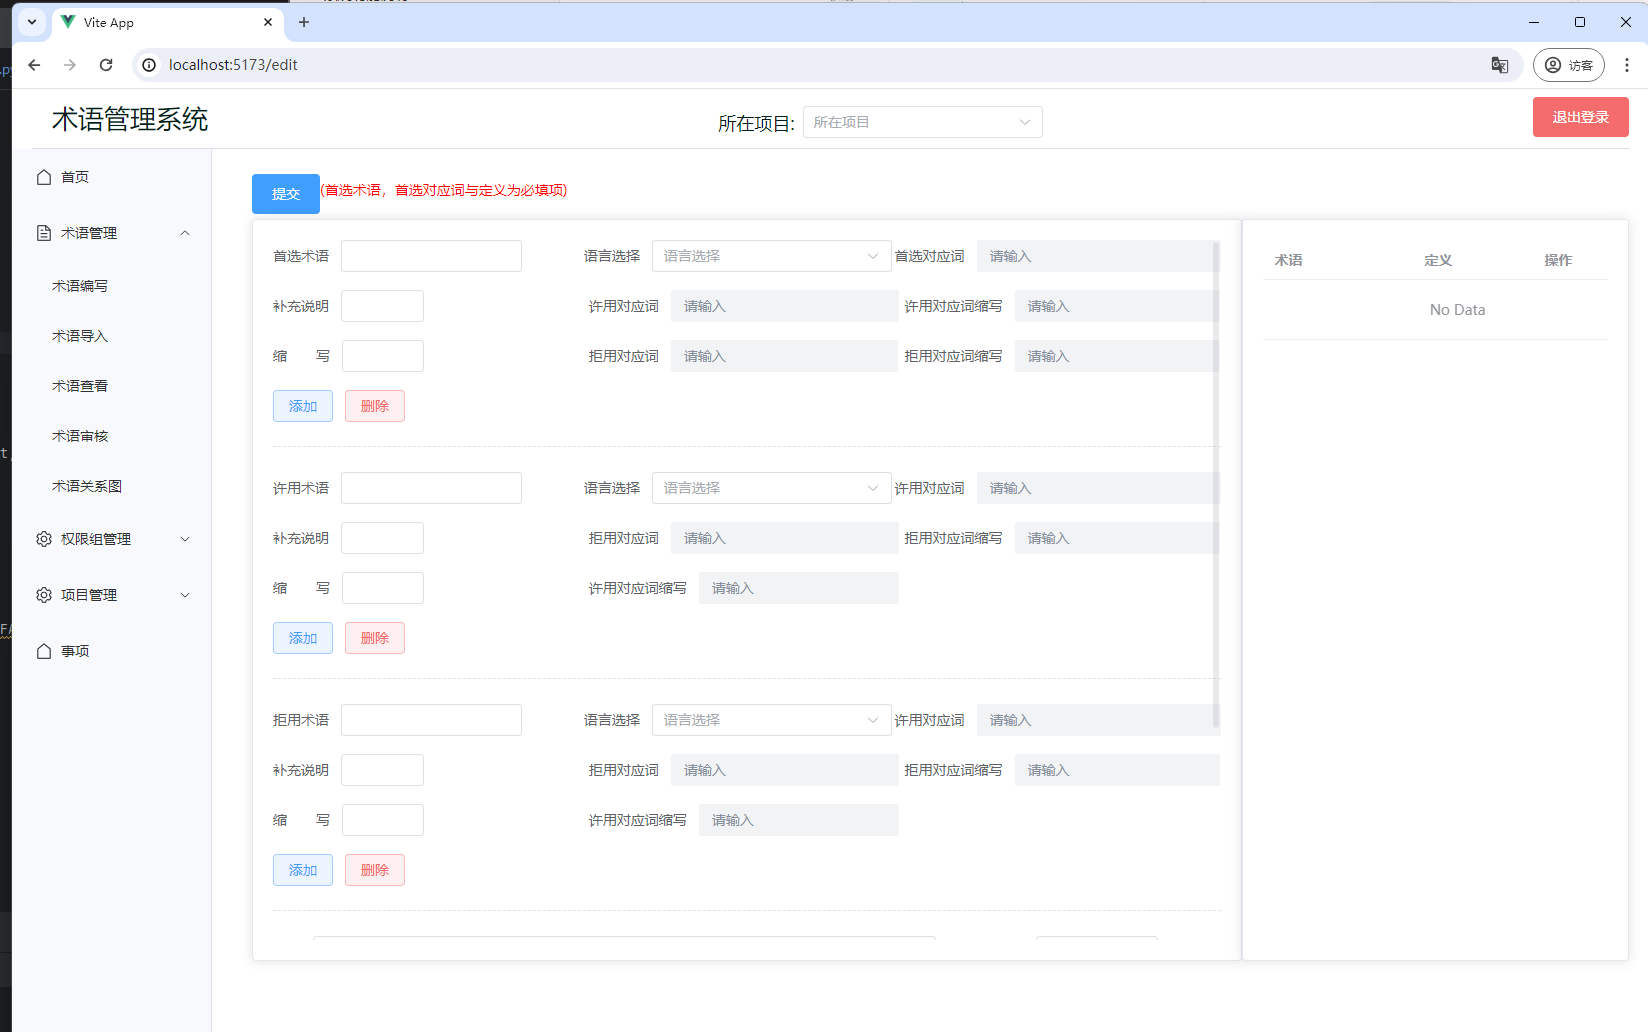 Vite App
localhost:5173/edit
访客
术语管理系统
所在项目: 所在项目
退出登录
首页
术语管理
术语编写
术语导入
术语查看
术语审核
术语关系图
权限组管理
项目管理
事项
提交 (首选术语，首选对应词与定义为必填项)
首选术语 语言选择 语言选择 首选对应词 请输入
补充说明 许用对应词 请输入 许用对应词缩写 请输入
缩 写 拒用对应词 请输入 拒用对应词缩写 请输入
添加 删除
许用术语 语言选择 语言选择 许用对应词 请输入
补充说明 拒用对应词 请输入 拒用对应词缩写 请输入
缩 写 许用对应词缩写 请输入
添加 删除
拒用术语 语言选择 语言选择 许用对应词 请输入
补充说明 拒用对应词 请输入 拒用对应词缩写 请输入
缩 写 许用对应词缩写 请输入
添加 删除
术语 定义 操作
No Data